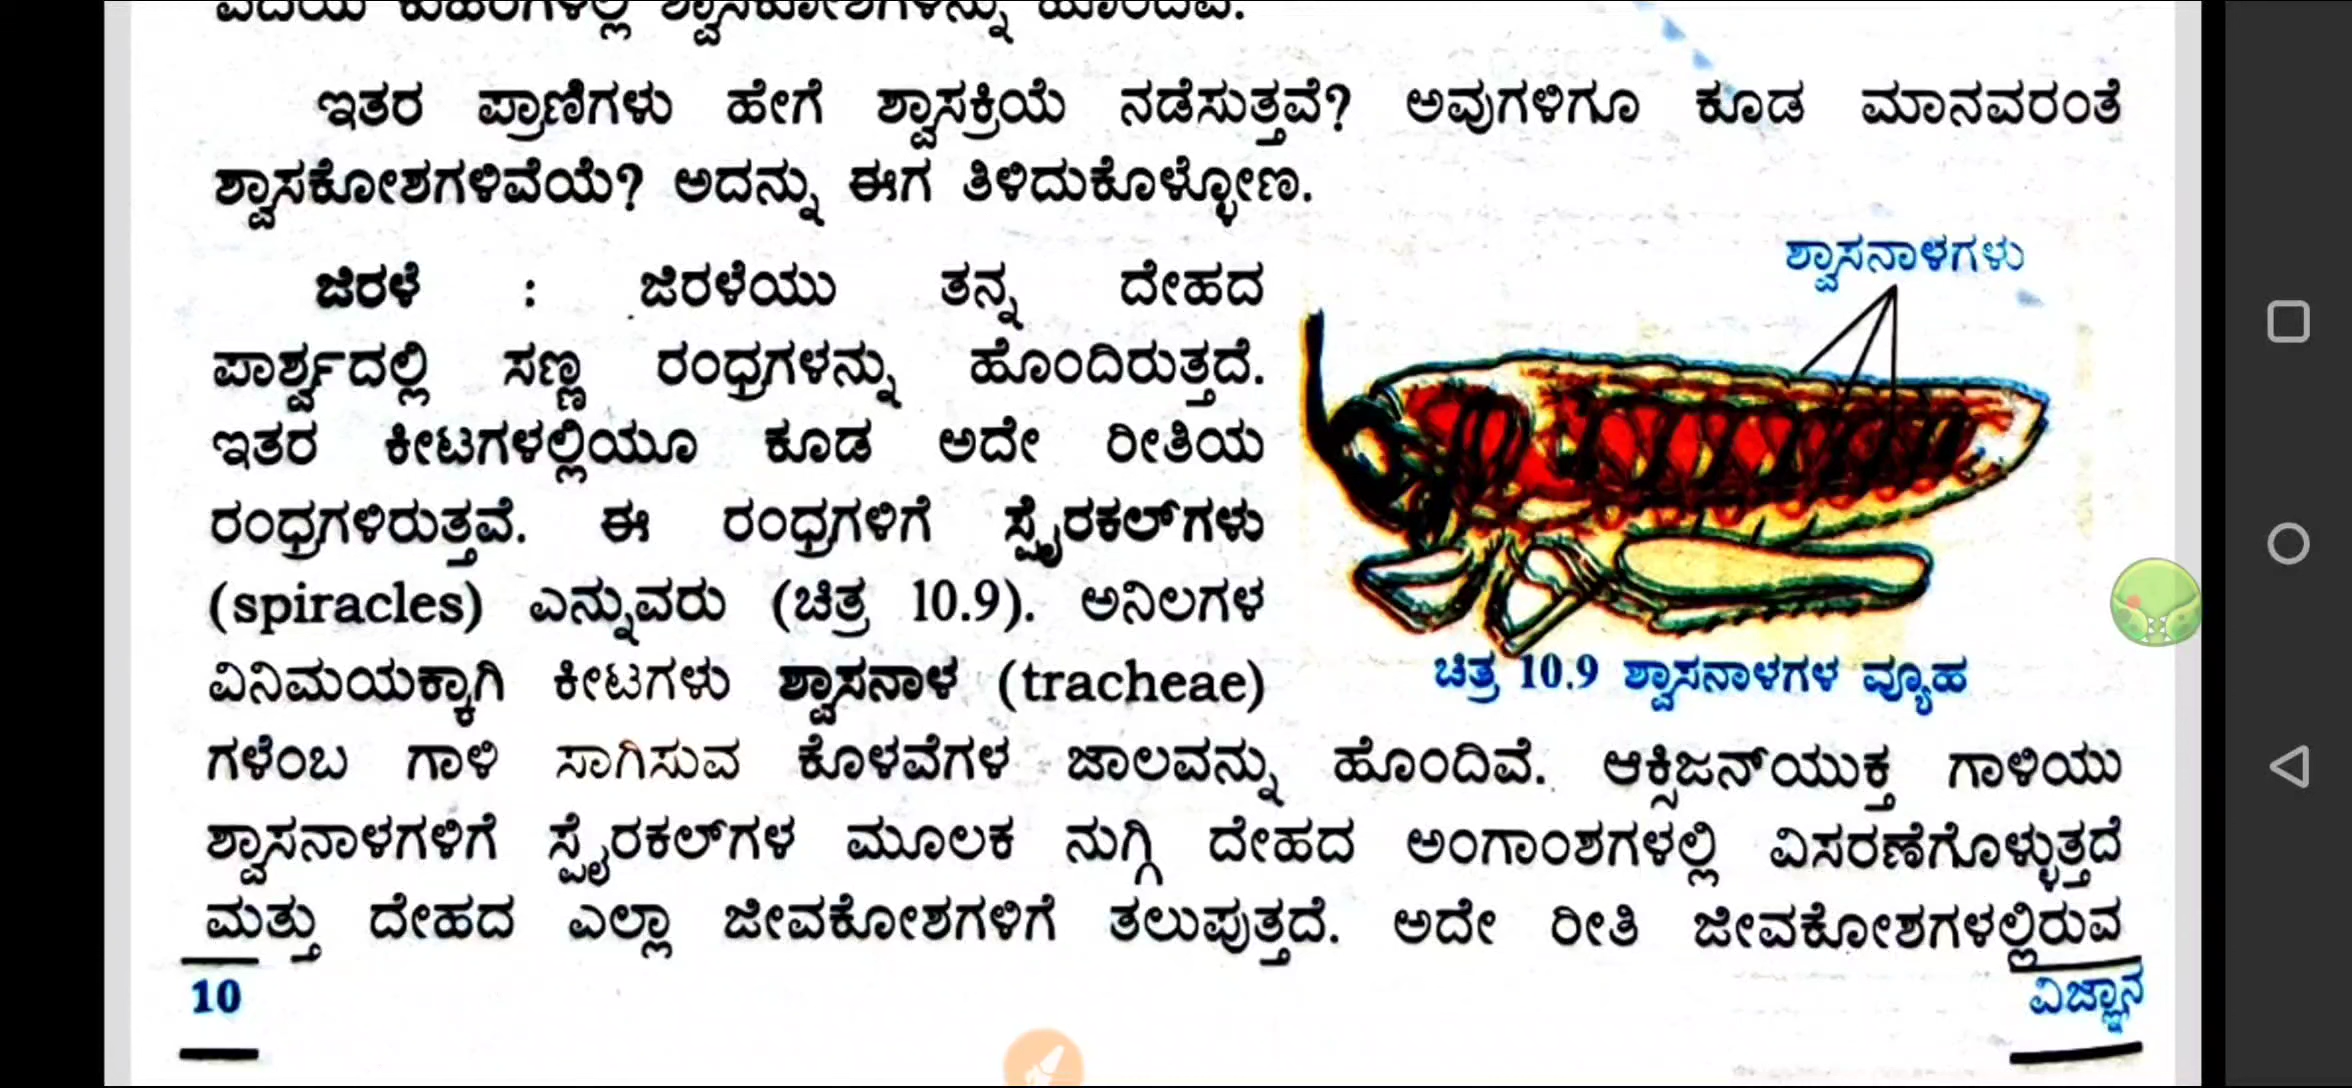 ಇತರ ಪ್ರಾಣಿಗಳು ಹೇಗೆ ಶ್ವಾಸಕ್ರಿಯೆ ನಡೆಸುತ್ತವೆ? ಅವುಗಳಿಗೂ ಕೂಡ ಮಾನವರಂತೆ
ಶ್ವಾಸಕೋಶಗಳಿವೆಯೆ? ಅದನ್ನು ಈಗ ತಿಳಿದುಕೊಳ್ಳೋಣ.
ಜಿರಳೆ : ಜಿರಳೆಯು ತನ್ನ ದೇಹದ
ಪಾರ್ಶ್ವದಲ್ಲಿ ಸಣ್ಣ ರಂಧ್ರಗಳನ್ನು ಹೊಂದಿರುತ್ತದೆ.
ಇತರ ಕೀಟಗಳಲ್ಲಿಯೂ ಕೂಡ ಅದೇ ರೀತಿಯ
ರಂಧ್ರಗಳಿರುತ್ತವೆ. ಈ ರಂಧ್ರಗಳಿಗೆ ಸ್ಪೈರಕಲ್‌ಗಳು
(spiracles) ಎನ್ನುವರು (ಚಿತ್ರ 10.9). ಅನಿಲಗಳ
ವಿನಿಮಯಕ್ಕಾಗಿ ಕೀಟಗಳು ಶ್ವಾಸನಾಳ (tracheae)
ಗಳೆಂಬ ಗಾಳಿ ಸಾಗಿಸುವ ಕೊಳವೆಗಳ ಜಾಲವನ್ನು ಹೊಂದಿವೆ. ಆಕ್ಸಿಜನ್‌ಯುಕ್ತ ಗಾಳಿಯು
ಶ್ವಾಸನಾಳಗಳಿಗೆ ಸ್ಪೈರಕಲ್‌ಗಳ ಮೂಲಕ ನುಗ್ಗಿ ದೇಹದ ಅಂಗಾಂಶಗಳಲ್ಲಿ ವಿಸರಣೆಗೊಳ್ಳುತ್ತದೆ
ಮತ್ತು ದೇಹದ ಎಲ್ಲಾ ಜೀವಕೋಶಗಳಿಗೆ ತಲುಪುತ್ತದೆ. ಅದೇ ರೀತಿ ಜೀವಕೋಶಗಳಲ್ಲಿರುವ
ಶ್ವಾಸನಾಳಗಳು
ಚಿತ್ರ 10.9 ಶ್ವಾಸನಾಳಗಳ ವ್ಯೂಹ
10
ವಿಜ್ಞಾನ